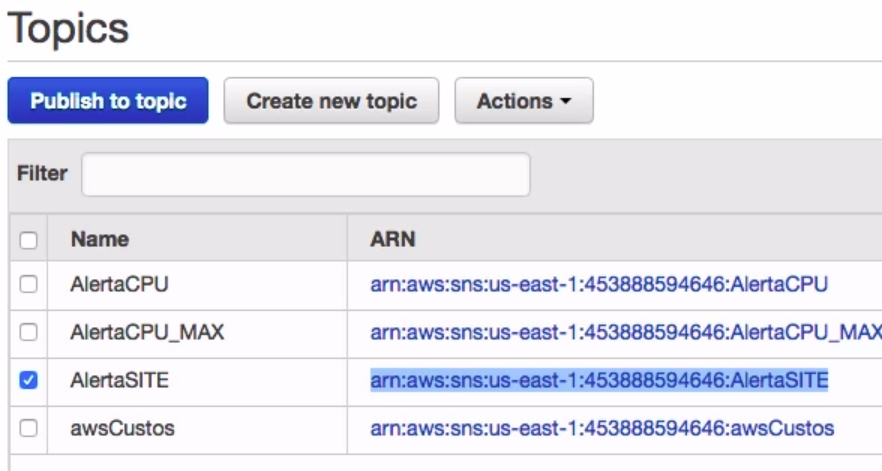 Topics
Publish to topic Create new topic Actions
Filter
Name ARN
AlertaCPU arn:aws:sns:us-east-1:453888594646:AlertaCPU
AlertaCPU_MAX arn:aws:sns:us-east-1:453888594646:AlertaCPU_MAX
AlertaSITE arn:aws:sns:us-east-1:453888594646:AlertaSITE
awsCustos arn:aws:sns:us-east-1:453888594646:awsCustos